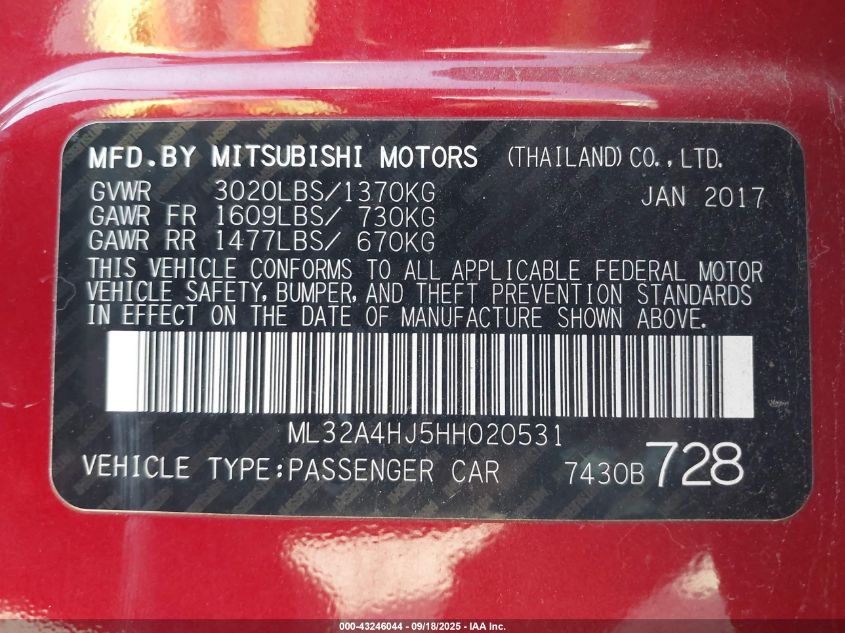 MFD.BY MITSUBISHI MOTORS (THAILAND) CO.,LTD.
GVWR 3020LBS/1370KG JAN 2017
GAWR FR 1609LBS/ 730KG
GAWR RR 1477LBS/ 670KG
THIS VEHICLE CONFORMS TO ALL APPLICABLE FEDERAL MOTOR
VEHICLE SAFETY, BUMPER, AND THEFT PREVENTION STANDARDS
IN EFFECT ON THE DATE OF MANUFACTURE SHOWN ABOVE.
ML32A4HJ5HH020531
VEHICLE TYPE:PASSENGER CAR 7430B 728
000-43246044 - 09/18/2025 - IAA Inc.